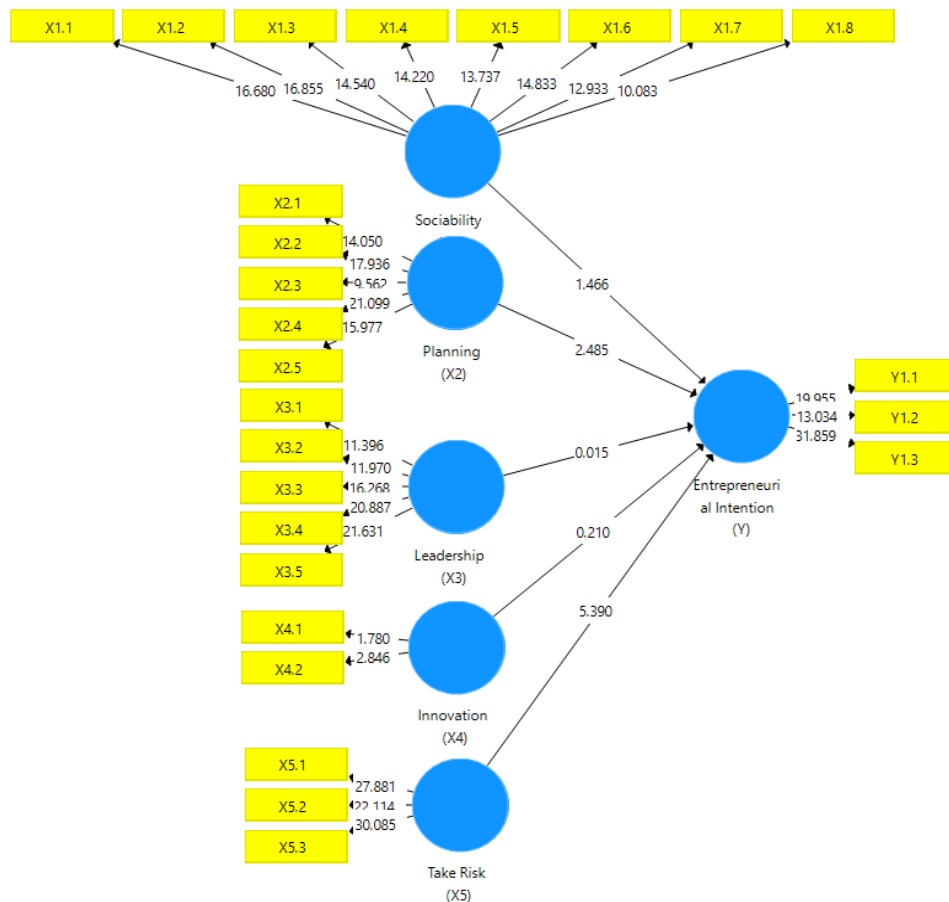 X1.1
X1.2
X1.3
X1.4
X1.5
X1.6
X1.7
X1.8
16.680
16.855
14.540
14.220
13.737
14.833
12.933
10.083
Sociability
X2.1
X2.2
X2.3
X2.4
X2.5
14.050
17.936
9.562
21.099
15.977
Planning
(X2)
X3.1
X3.2
X3.3
X3.4
X3.5
11.396
11.970
16.268
20.887
21.631
Leadership
(X3)
X4.1
X4.2
1.780
2.846
Innovation
(X4)
X5.1
X5.2
X5.3
27.881
22.114
30.085
Take Risk
(X5)
1.466
2.485
0.015
0.210
5.390
Entrepreneuri
al Intention
(Y)
19.955
13.034
31.859
Y1.1
Y1.2
Y1.3